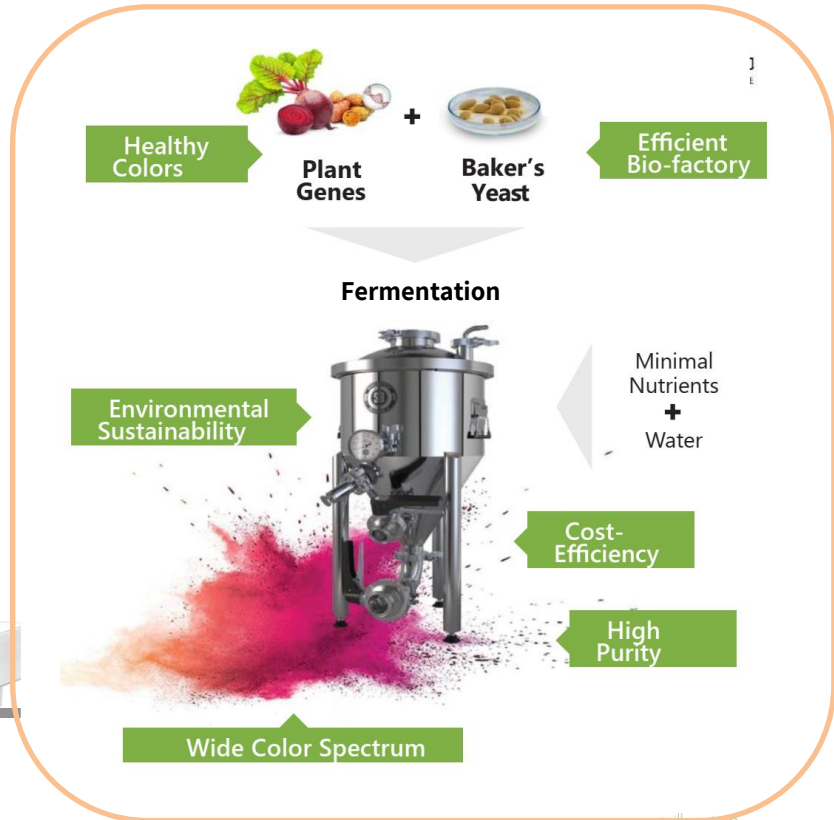 Healthy
Colors
+
Plant
Genes
Baker's
Yeast
Efficient
Bio-factory
Fermentation
Minimal
Nutrients
+
Water
Environmental
Sustainability
Cost-
Efficiency
High
Purity
Wide Color Spectrum